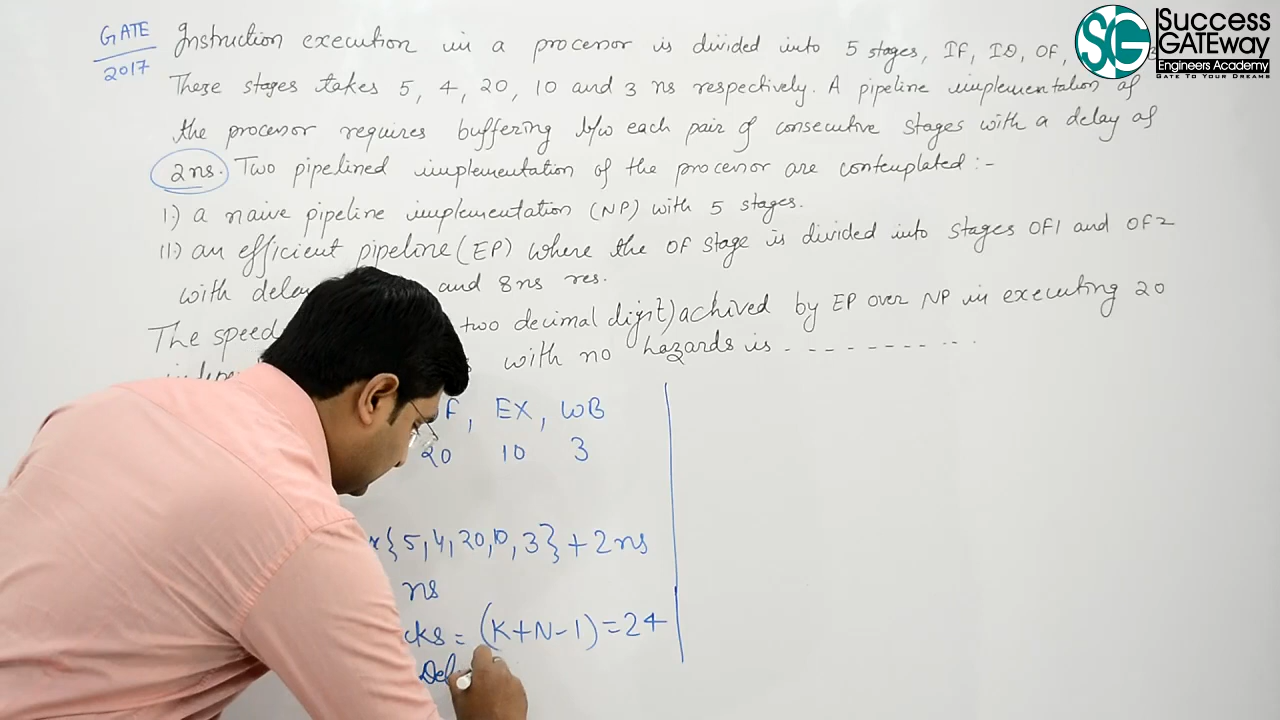 GATE
2017
Instruction execution in a processor is divided into 5 stages, IF, ID, OF,
These stages takes 5, 4, 20, 10 and 3 ns respectively. A pipeline implementation of
the processor requires buffering b/w each pair of consecutive stages with a delay of
2ns. Two pipelined implementation of the processor are contemplated :-
I.) a naive pipeline implementation (NP) with 5 stages.
II.) an efficient pipeline (EP) where the OF stage is divided into stages OF1 and OF2
with and 8ns res.
The two decimal digit) achived by EP over NP in executing 20
with no hazards is
F, EX, WB
20 10 3
{5,4,20,10,3} + 2ns
ns
= (K+N-1) = 24
SG
Success
GATEway
Engineers Academy
GATE TO YOUR DREAMS